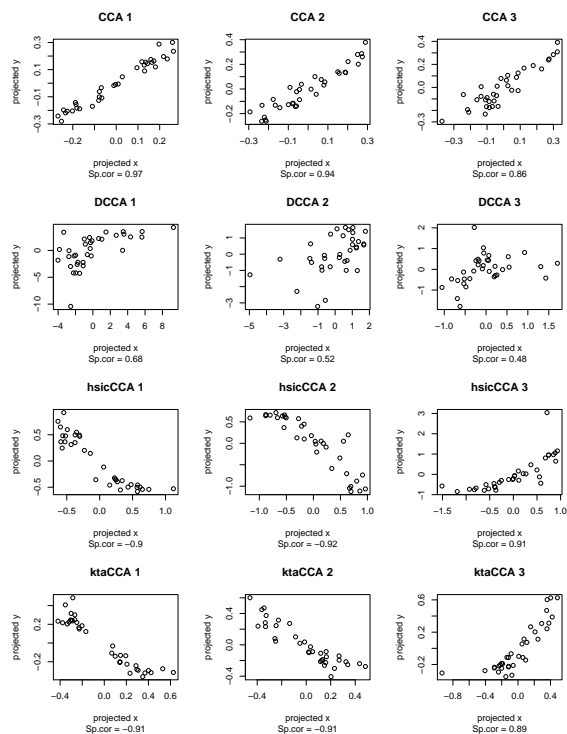 CCA 1
projected y
0.3
0.1
−0.1
−0.3
−0.2
0.0
0.1
0.2
projected x
Sp.cor = 0.97
CCA 2
projected y
0.4
0.2
0.0
−0.2
−0.3
−0.1
0.1
0.3
projected x
Sp.cor = 0.94
CCA 3
projected y
0.3
0.1
−0.1
−0.3
−0.3
−0.1
0.1
0.3
projected x
Sp.cor = 0.86
DCCA 1
projected y
0
−5
−10
−4
0
2
4
6
8
projected x
Sp.cor = 0.68
DCCA 2
projected y
1
0
−1
−3
−5
−3
−1
0
1
2
projected x
Sp.cor = 0.52
DCCA 3
projected y
2
1
0
−1
−1.0
0.0
0.5
1.0
1.5
projected x
Sp.cor = 0.48
hsicCCA 1
projected y
0.5
0.0
−0.5
−0.5
0.0
0.5
1.0
projected x
Sp.cor = −0.9
hsicCCA 2
projected y
0.5
0.0
−1.0
−1.0
−0.5
0.0
0.5
1.0
projected x
Sp.cor = −0.92
hsicCCA 3
projected y
3
2
1
0
−1
−1.5
−0.5
0.0
0.5
1.0
projected x
Sp.cor = 0.91
ktaCCA 1
projected y
0.2
−0.2
−0.4
−0.2
0.0
0.2
0.4
0.6
projected x
Sp.cor = −0.91
ktaCCA 2
projected y
0.4
0.0
−0.4
−0.4
−0.2
0.0
0.2
0.4
projected x
Sp.cor = −0.91
ktaCCA 3
projected y
0.6
0.2
−0.2
−0.8
−0.4
0.0
0.4
projected x
Sp.cor = 0.89